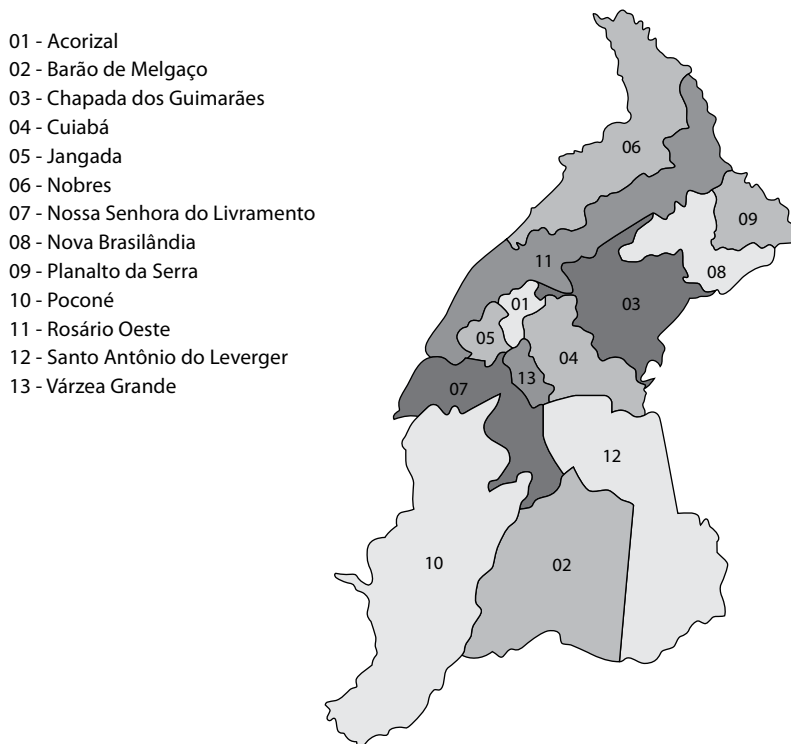 01 - Acorizal
02 - Barão de Melgaço
03 - Chapada dos Guimarães
04 - Cuiabá
05 - Jangada
06 - Nobres
07 - Nossa Senhora do Livramento
08 - Nova Brasilândia
09 - Planalto da Serra
10 - Poconé
11 - Rosário Oeste
12 - Santo Antônio do Leverger
13 - Várzea Grande
06
09
11
08
01
03
05
04
13
07
12
10
02